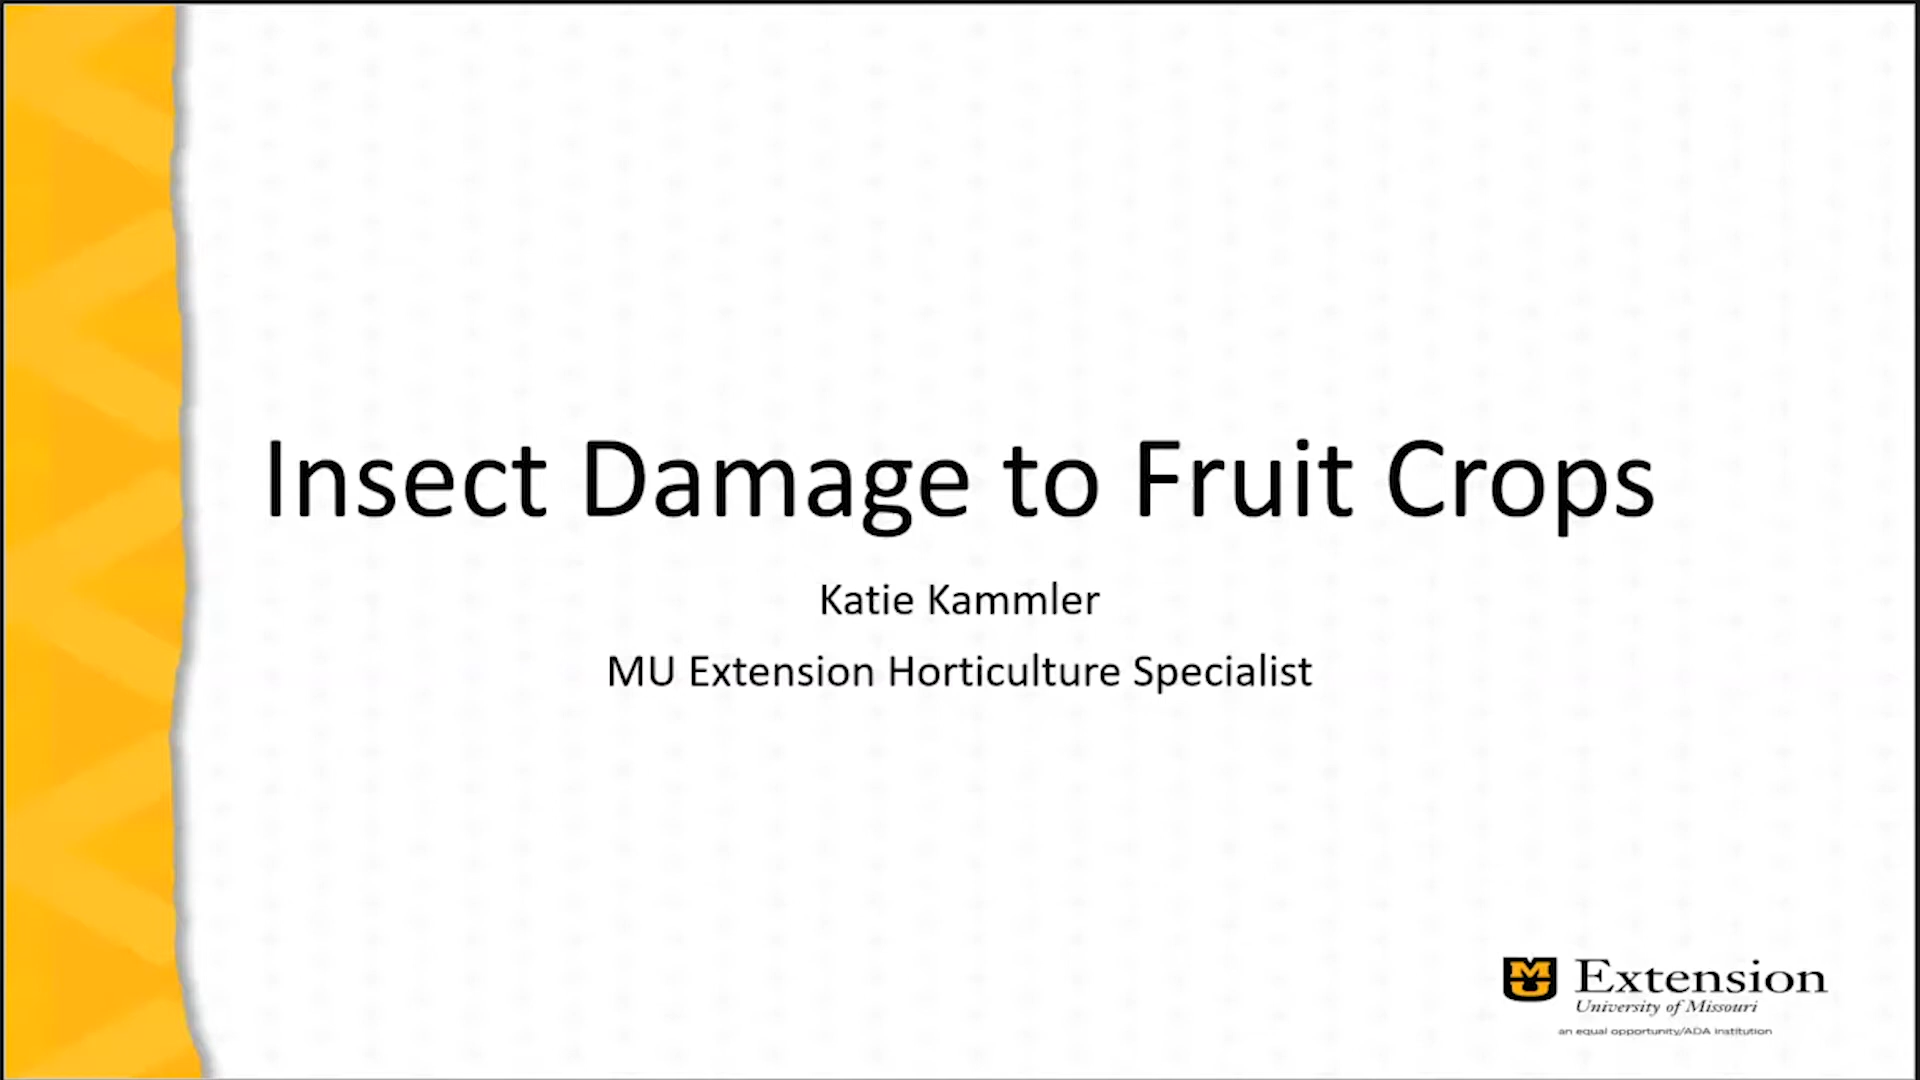 Insect Damage to Fruit Crops
Katie Kammler
MU Extension Horticulture Specialist
MU Extension
University of Missouri
an equal opportunity/ADA institution